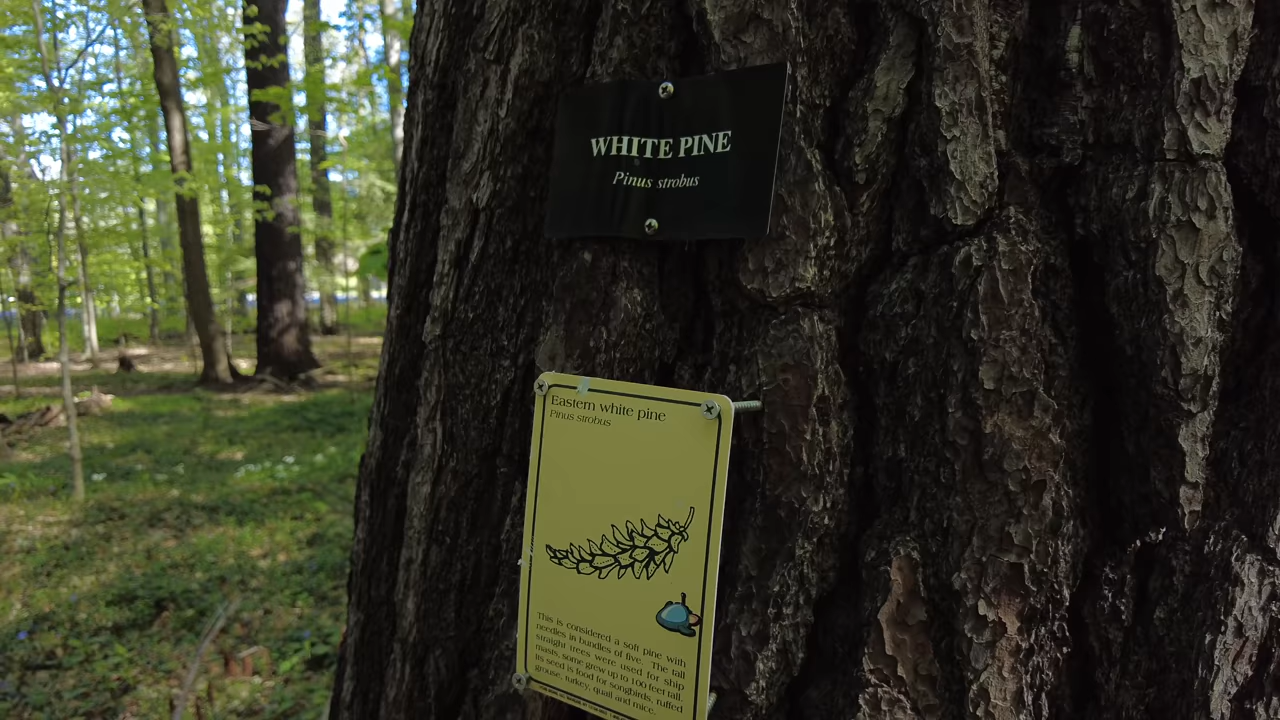 WHITE PINE
Pinus strobus
Eastern white pine
Pinus strobus
This is considered a soft pine with
needles in bundles of five. The tall
straight trees were used for ship
masts, some grew up to 100 feet tall.
Its seed is food for songbirds, ruffed
grouse, turkey, quail and mice.